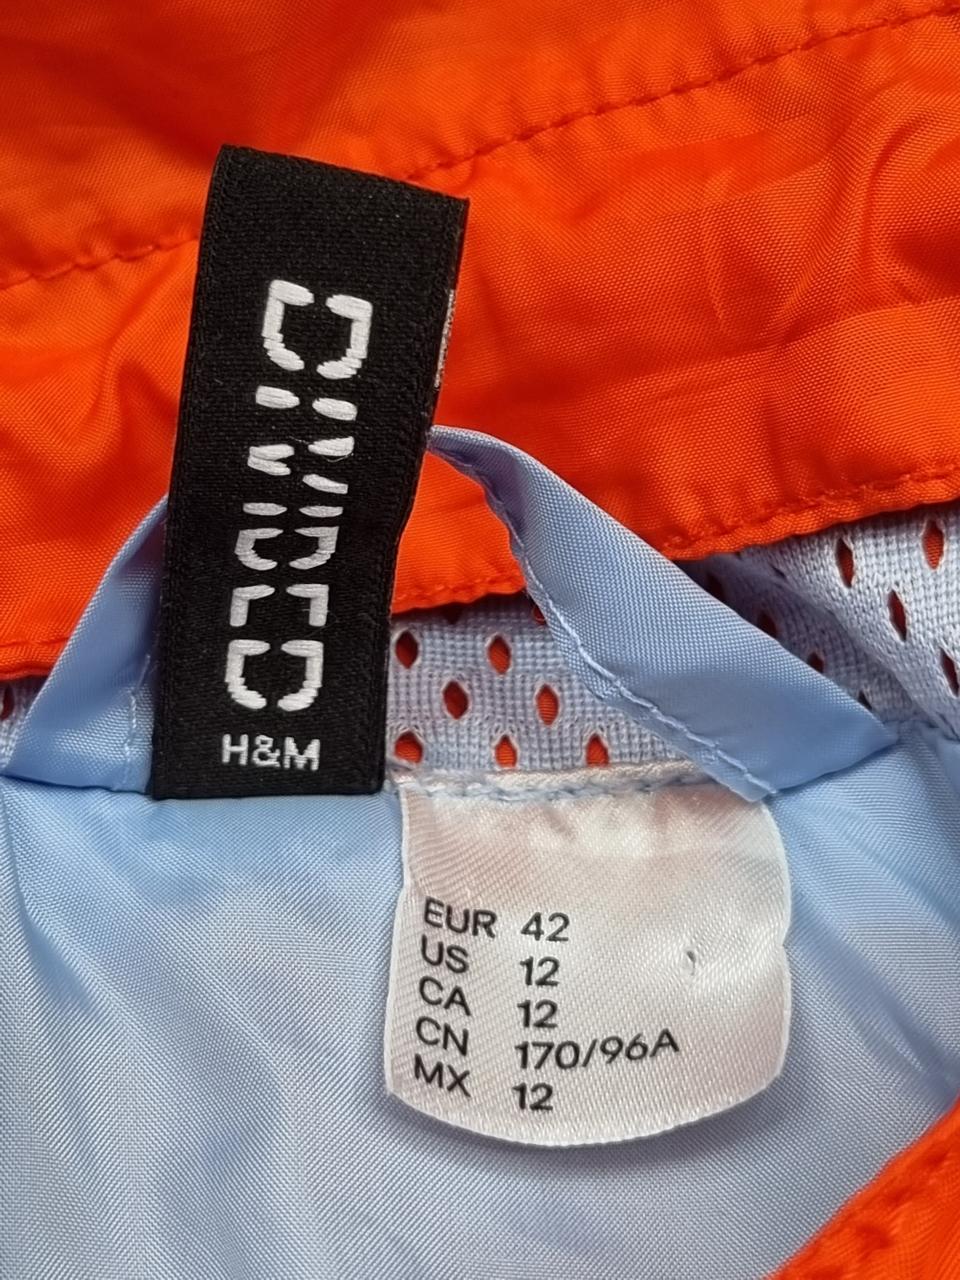 DIVIDED
H&M
EUR 42
US 12
CA 12
CN 170/96A
MX 12